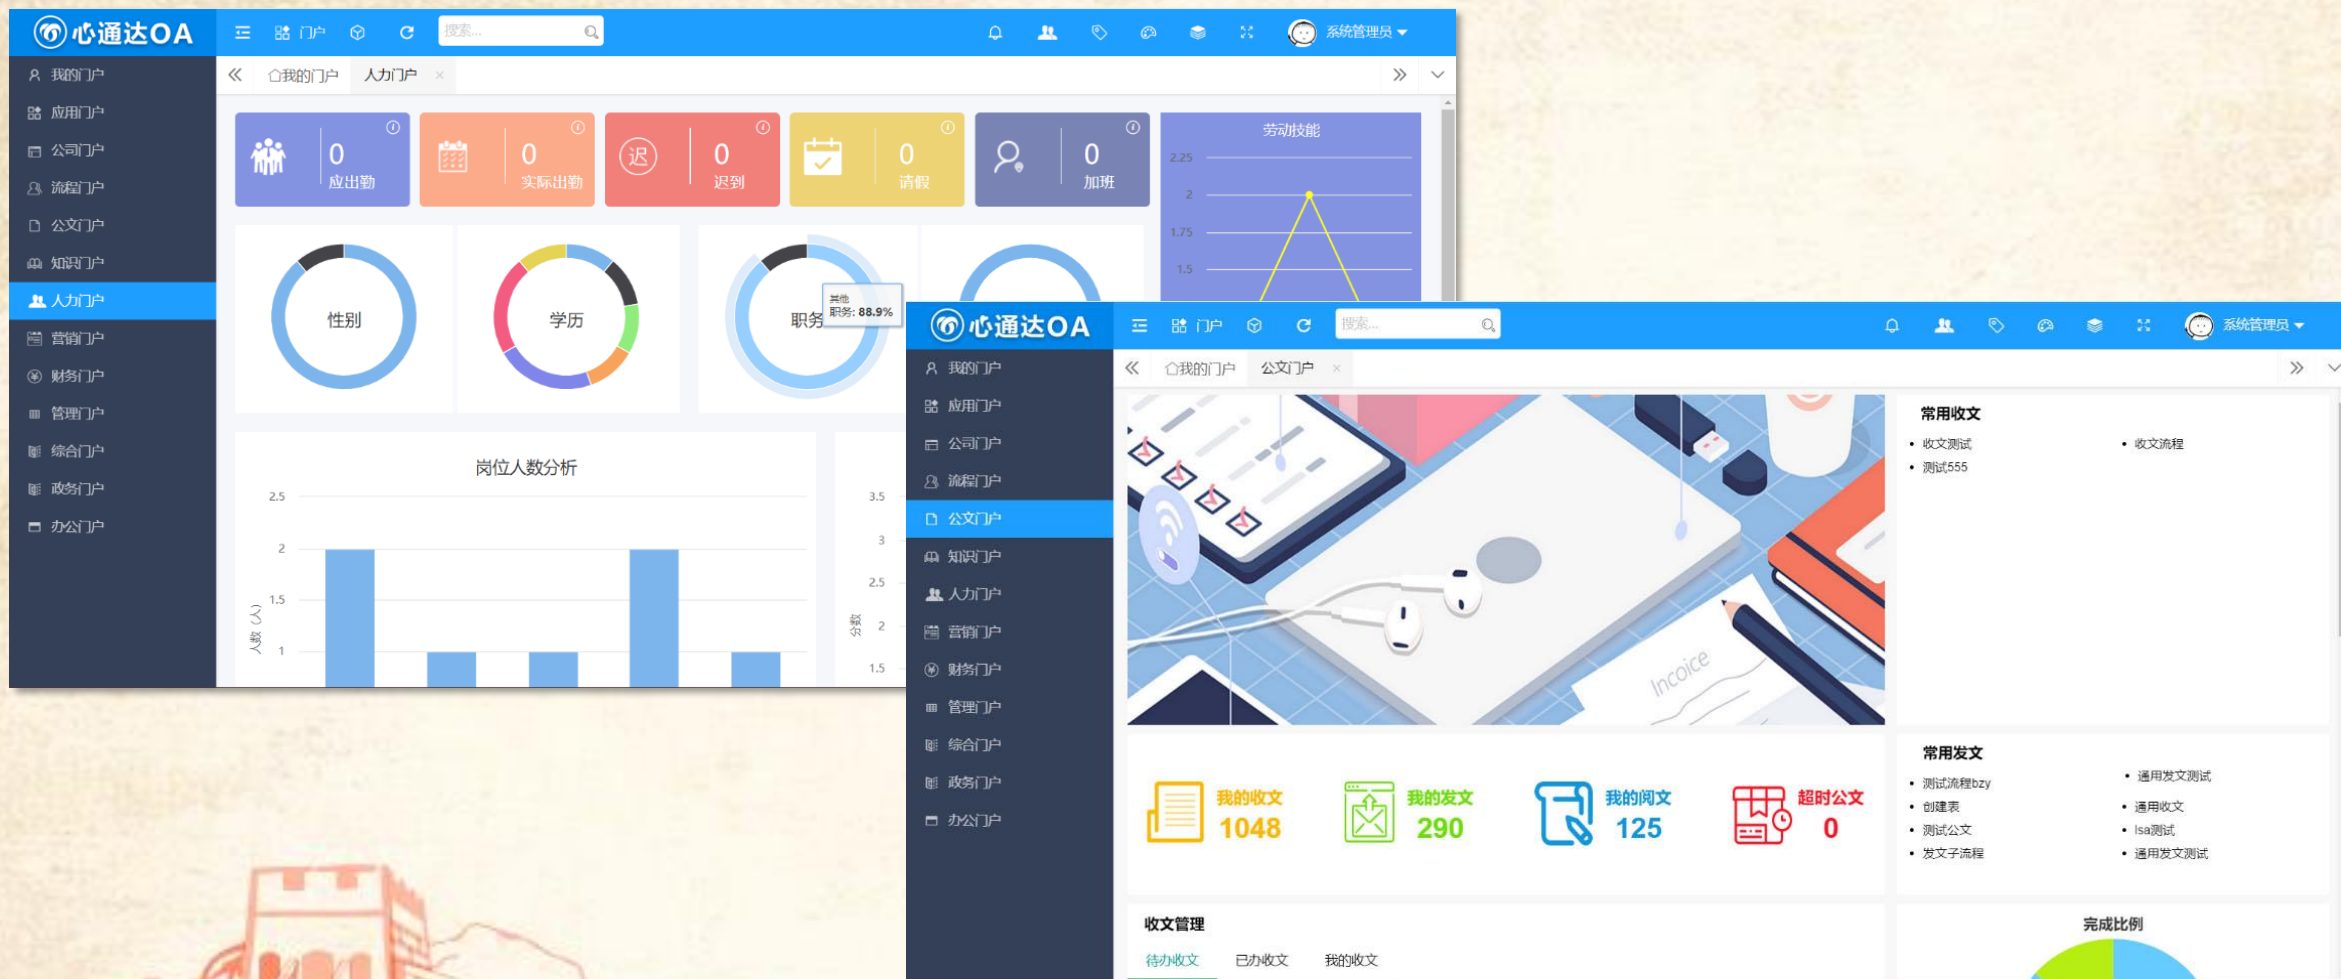 心通达OA
门户
搜索...
系统管理员
我的门户
应用门户
公司门户
流程门户
公文门户
知识门户
人力门户
营销门户
财务门户
管理门户
综合门户
政务门户
办公门户
我的门户
人力门户
0
应出勤
0
实际出勤
迟
0
迟到
0
请假
0
加班
劳动技能
2.25
2
1.75
1.5
性别
学历
职务
其他
职务: 88.9%
岗位人数分析
2.5
2
1.5
1
人数（人）
3.5
3
2.5
2
1.5
分数
心通达OA
门户
搜索...
系统管理员
我的门户
应用门户
公司门户
流程门户
公文门户
知识门户
人力门户
营销门户
财务门户
管理门户
综合门户
政务门户
办公门户
我的门户
公文门户
Incoice
常用收文
收文测试
收文流程
测试555
我的收文
1048
我的发文
290
我的阅文
125
超时公文
0
常用发文
测试流程bzy
通用发文测试
创建表
通用收文
测试公文
lsa测试
发文子流程
通用发文测试
收文管理
待办收文 已办收文 我的收文
完成比例